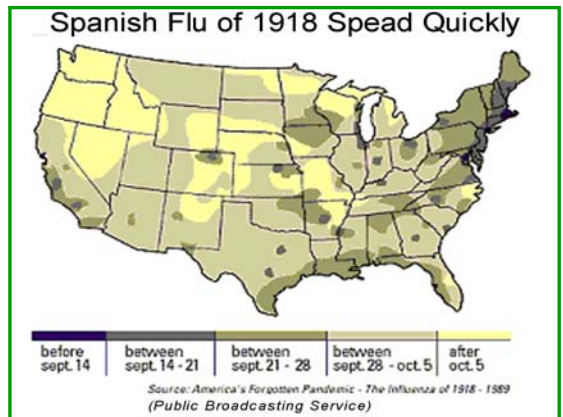 Spanish Flu of 1918 Spead Quickly
before sept. 14
between sept. 14 - 21
between sept. 21 - 28
between sept. 28 - oct. 5
after oct. 5
Source: America's Forgotten Pandemic - The Influenza of 1918 - 1989
(Public Broadcasting Service)